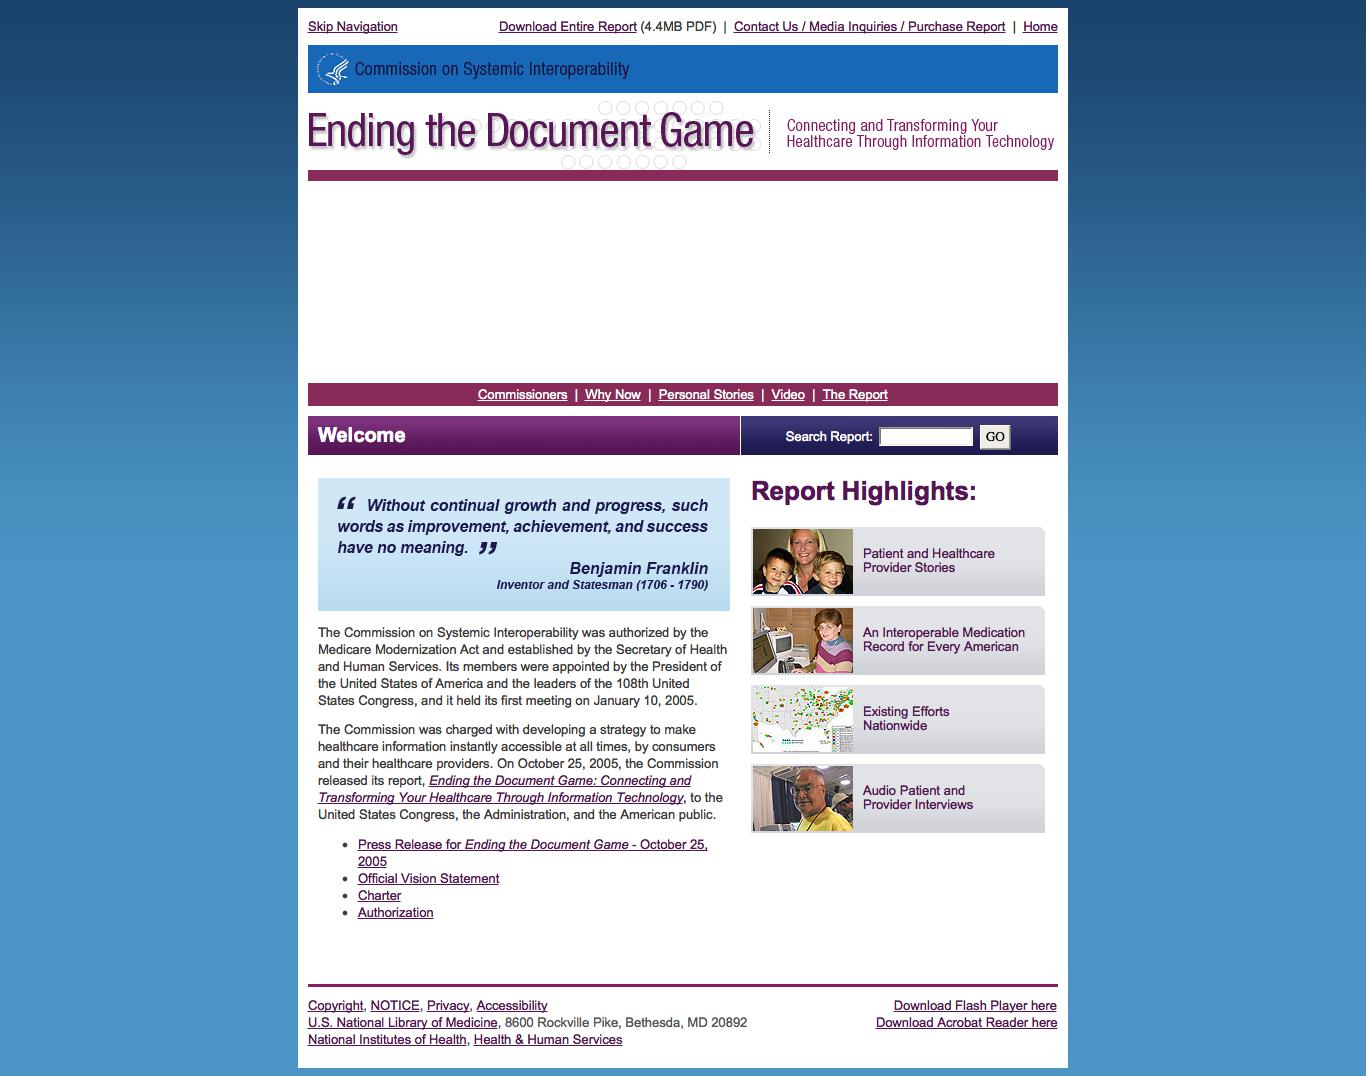 Skip Navigation
Download Entire Report (4.4MB PDF) | Contact Us / Media Inquiries / Purchase Report | Home
Commission on Systemic Interoperability
Ending the Document Game
Connecting and Transforming Your
Healthcare Through Information Technology
Commissioners | Why Now | Personal Stories | Video | The Report
Welcome
Search Report: GO
“ Without continual growth and progress, such
words as improvement, achievement, and success
have no meaning. ”
Benjamin Franklin
Inventor and Statesman (1706 - 1790)
The Commission on Systemic Interoperability was authorized by the
Medicare Modernization Act and established by the Secretary of Health
and Human Services. Its members were appointed by the President of
the United States of America and the leaders of the 108th United
States Congress, and it held its first meeting on January 10, 2005.
The Commission was charged with developing a strategy to make
healthcare information instantly accessible at all times, by consumers
and their healthcare providers. On October 25, 2005, the Commission
released its report, Ending the Document Game: Connecting and
Transforming Your Healthcare Through Information Technology, to the
United States Congress, the Administration, and the American public.
• Press Release for Ending the Document Game - October 25,
2005
• Official Vision Statement
• Charter
• Authorization
Report Highlights:
Patient and Healthcare
Provider Stories
An Interoperable Medication
Record for Every American
Existing Efforts
Nationwide
Audio Patient and
Provider Interviews
Copyright, NOTICE, Privacy, Accessibility
U.S. National Library of Medicine, 8600 Rockville Pike, Bethesda, MD 20892
National Institutes of Health, Health & Human Services
Download Flash Player here
Download Acrobat Reader here